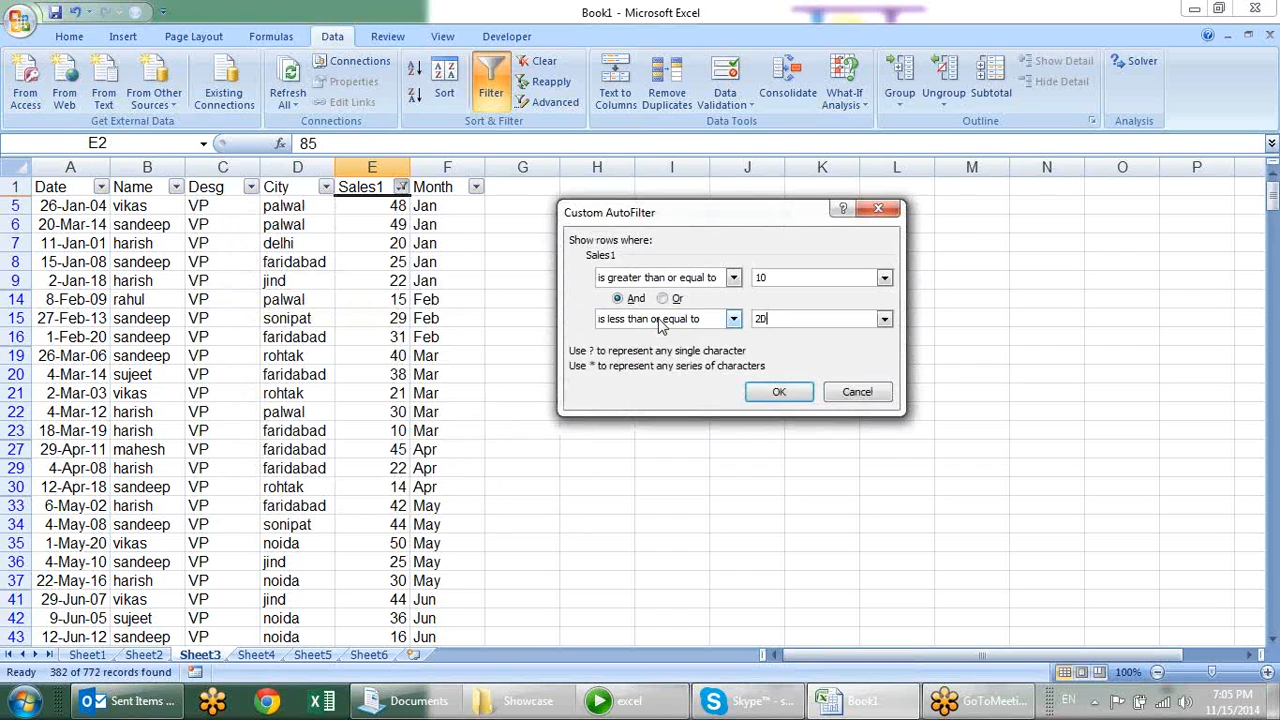 Book1 - Microsoft Excel
Home Insert Page Layout Formulas Data Review View Developer
From Access
From Web
From Text
From Other Sources
Existing Connections
Get External Data
Refresh All
Connections
Properties
Edit Links
Connections
Sort
Filter
Clear
Reapply
Advanced
Sort & Filter
Text to Columns
Remove Duplicates
Data Validation
Consolidate
What-If Analysis
Data Tools
Group
Ungroup
Subtotal
Show Detail
Hide Detail
Outline
Solver
Analysis
E2 fx 85
A B C D E F G H I J K L M N O P
1 Date Name Desg City Sales1 Month
5 26-Jan-04 vikas VP palwal 48 Jan
6 20-Mar-14 sandeep VP palwal 49 Jan
7 11-Jan-01 harish VP delhi 20 Jan
8 15-Jan-08 sandeep VP faridabad 25 Jan
9 2-Jan-18 harish VP jind 22 Jan
14 8-Feb-09 rahul VP palwal 15 Feb
15 27-Feb-13 sandeep VP sonipat 29 Feb
16 1-Feb-20 sandeep VP faridabad 31 Feb
19 26-Mar-06 sandeep VP rohtak 40 Mar
20 4-Mar-14 sujeet VP faridabad 38 Mar
21 2-Mar-03 vikas VP rohtak 21 Mar
22 4-Mar-12 harish VP palwal 30 Mar
23 18-Mar-19 harish VP faridabad 10 Mar
27 29-Apr-11 mahesh VP faridabad 45 Apr
29 4-Apr-08 harish VP faridabad 22 Apr
30 12-Apr-18 sandeep VP rohtak 14 Apr
33 6-May-02 harish VP faridabad 42 May
34 4-May-08 sandeep VP sonipat 44 May
35 1-May-20 vikas VP noida 50 May
36 4-May-10 sandeep VP jind 25 May
37 22-May-16 harish VP noida 30 May
41 29-Jun-07 vikas VP jind 44 Jun
42 9-Jun-05 sujeet VP noida 36 Jun
43 12-Jun-12 sandeep VP noida 16 Jun
Custom AutoFilter
Show rows where:
Sales1
is greater than or equal to 10
And Or
is less than or equal to 20
Use ? to represent any single character
Use * to represent any series of characters
OK Cancel
Sheet1 Sheet2 Sheet3 Sheet4 Sheet5 Sheet6
Ready 382 of 772 records found 100%
Sent Items ... Documents Showcase excel Skype™ - s... Book1 GoToMeeti... EN 7:05 PM
11/15/2014